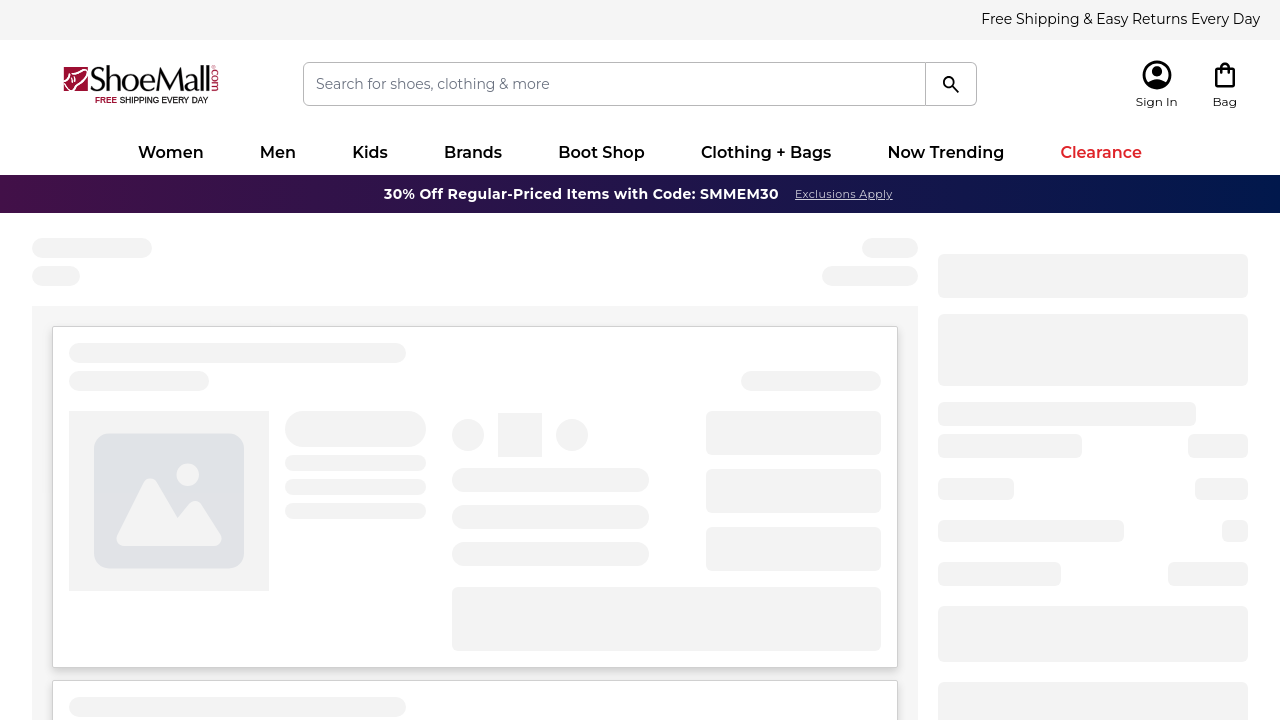 Free Shipping & Easy Returns Every Day
ShoeMall.com
FREE SHIPPING EVERY DAY
Search for shoes, clothing & more
Sign In
Bag
Women
Men
Kids
Brands
Boot Shop
Clothing + Bags
Now Trending
Clearance
30% Off Regular-Priced Items with Code: SMMEM30
Exclusions Apply